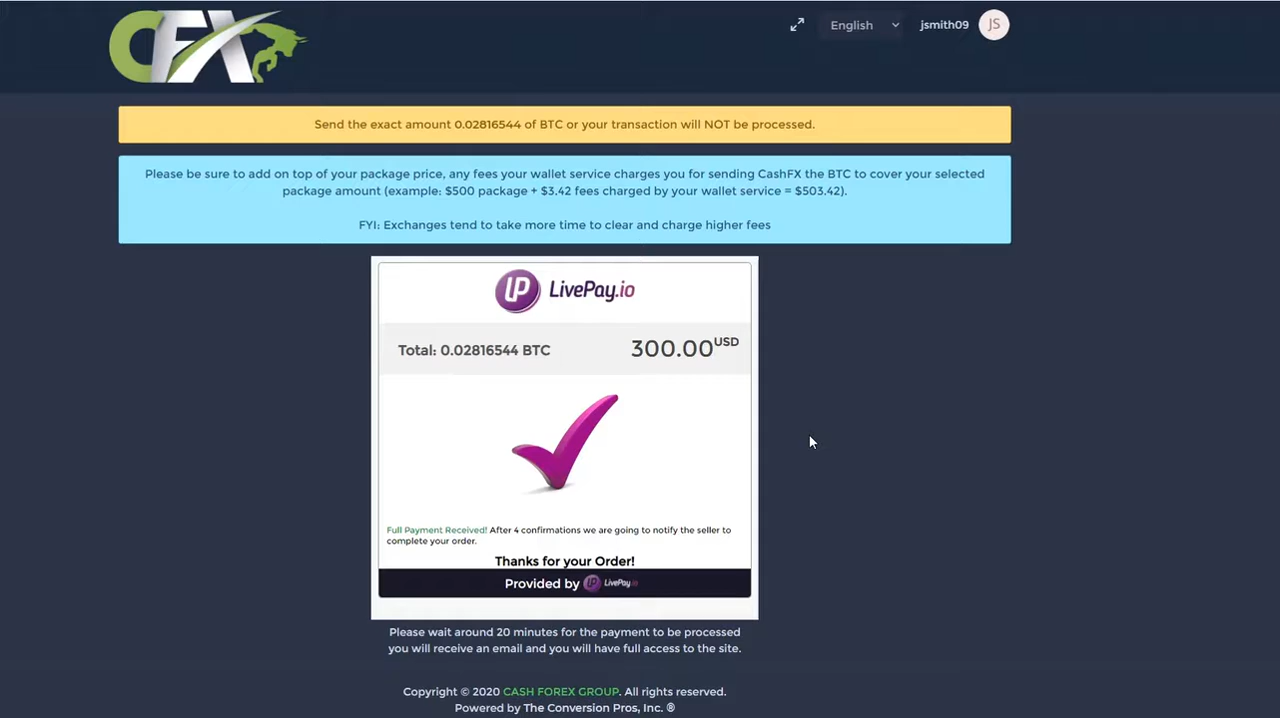 CFX
English
jsmith09
JS
Send the exact amount 0.02816544 of BTC or your transaction will NOT be processed.
Please be sure to add on top of your package price, any fees your wallet service charges you for sending CashFX the BTC to cover your selected
package amount (example: $500 package + $3.42 fees charged by your wallet service = $503.42).
FYI: Exchanges tend to take more time to clear and charge higher fees
LP LivePay.io
Total: 0.02816544 BTC
300.00 USD
Full Payment Received! After 4 confirmations we are going to notify the seller to
complete your order.
Thanks for your Order!
Provided by LP LivePay.io
Please wait around 20 minutes for the payment to be processed
you will receive an email and you will have full access to the site.
Copyright © 2020 CASH FOREX GROUP. All rights reserved.
Powered by The Conversion Pros, Inc. ®